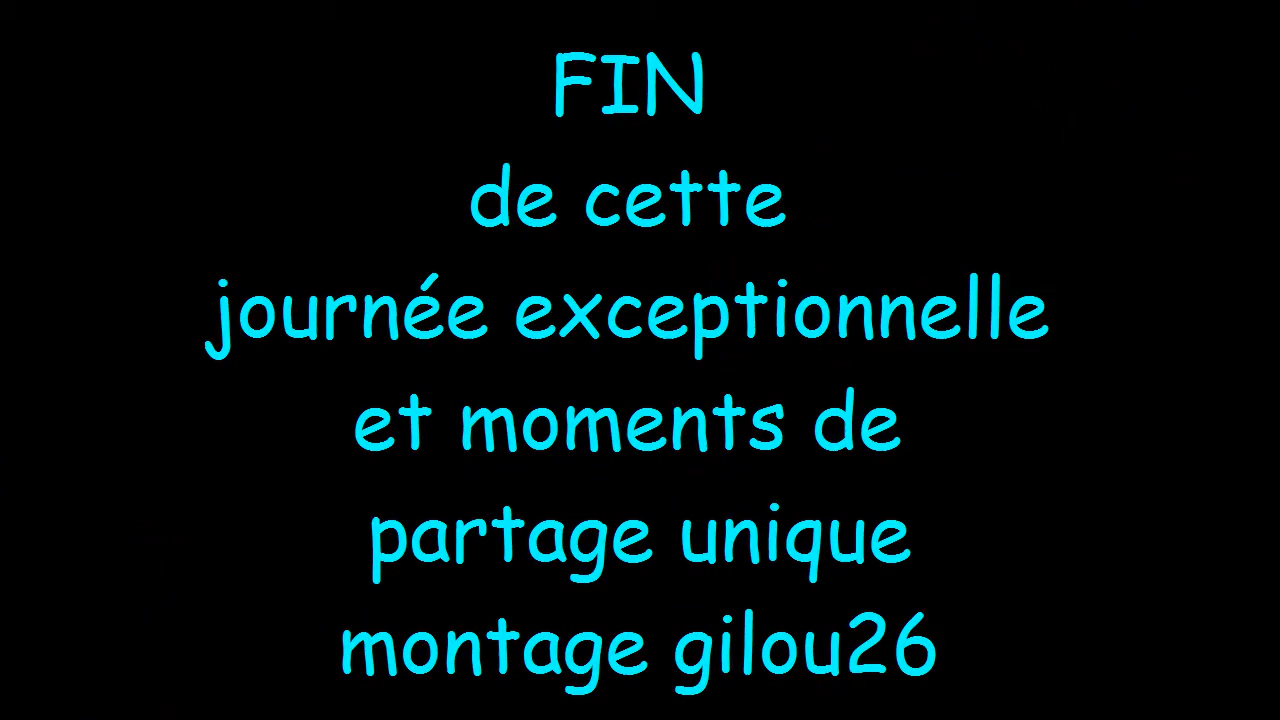 FIN
de cette
journée exceptionnelle
et moments de
partage unique
montage gilou26